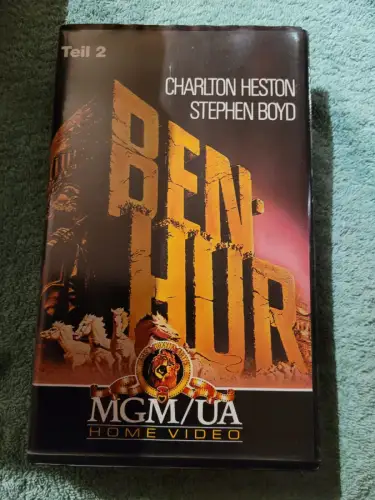 Teil 2
CHARLTON HESTON
STEPHEN BOYD
BEN-
HUR
MGM/UA
HOME VIDEO